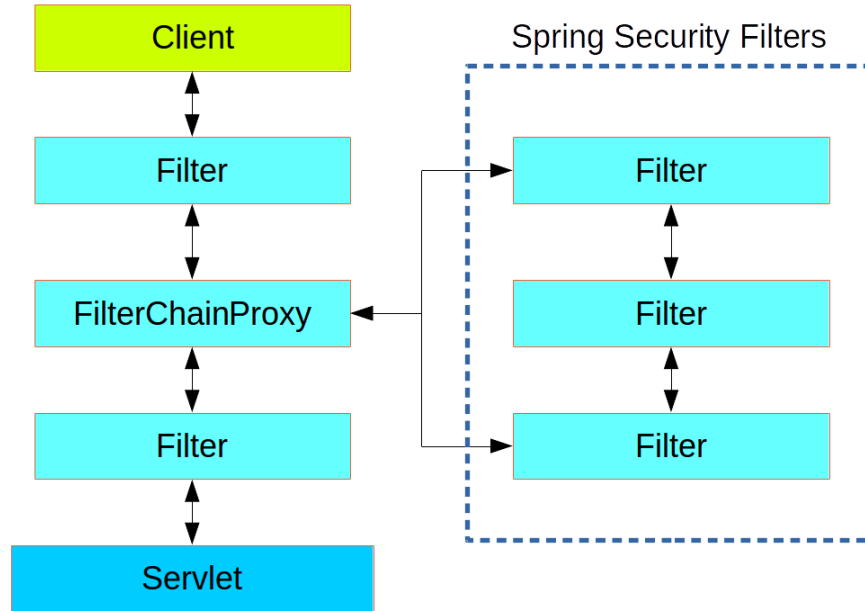 Client
Filter
FilterChainProxy
Filter
Servlet
Spring Security Filters
Filter
Filter
Filter